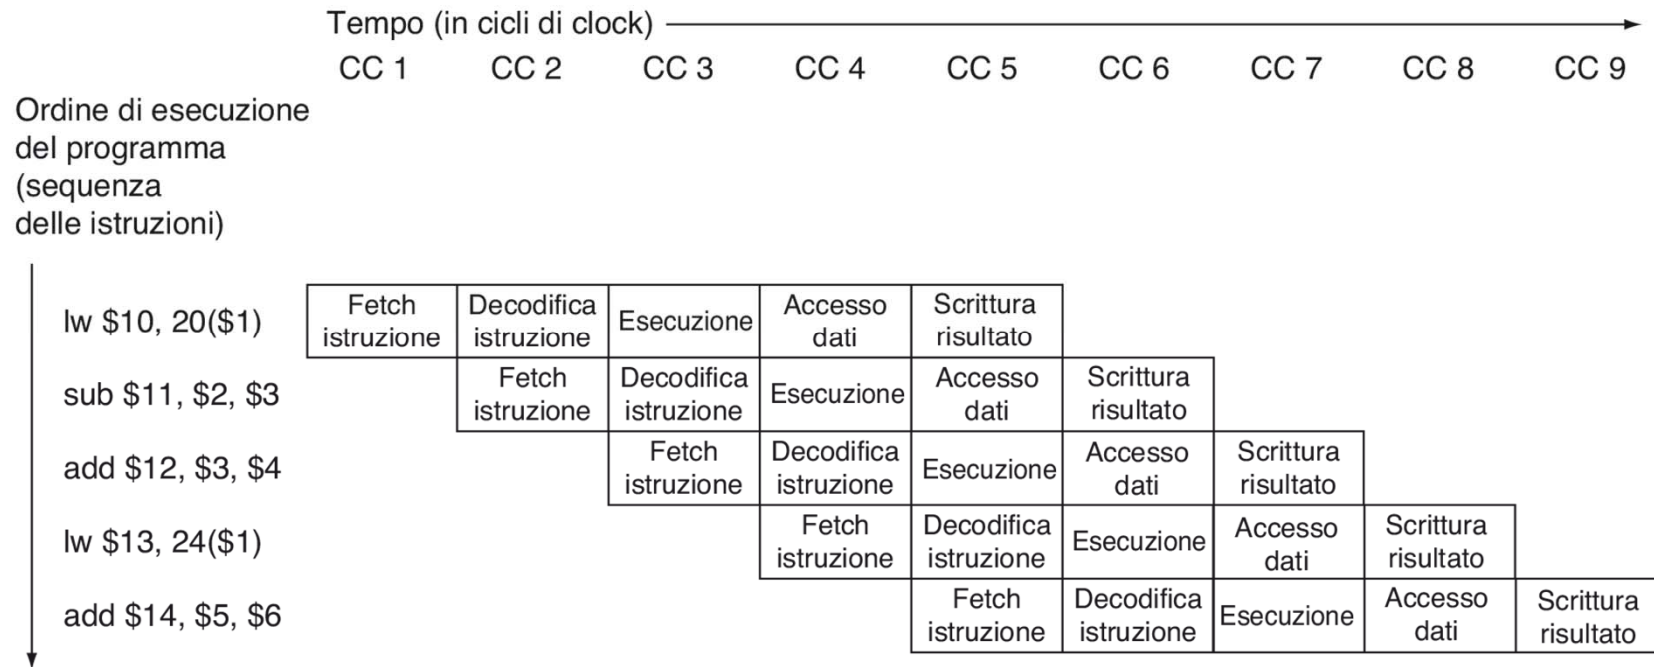 Tempo (in cicli di clock)
CC 1 CC 2 CC 3 CC 4 CC 5 CC 6 CC 7 CC 8 CC 9
Ordine di esecuzione
del programma
(sequenza
delle istruzioni)
lw $10, 20($1)
Fetch
istruzione
Decodifica
istruzione
Esecuzione
Accesso
dati
Scrittura
risultato
sub $11, $2, $3
Fetch
istruzione
Decodifica
istruzione
Esecuzione
Accesso
dati
Scrittura
risultato
add $12, $3, $4
Fetch
istruzione
Decodifica
istruzione
Esecuzione
Accesso
dati
Scrittura
risultato
lw $13, 24($1)
Fetch
istruzione
Decodifica
istruzione
Esecuzione
Accesso
dati
Scrittura
risultato
add $14, $5, $6
Fetch
istruzione
Decodifica
istruzione
Esecuzione
Accesso
dati
Scrittura
risultato